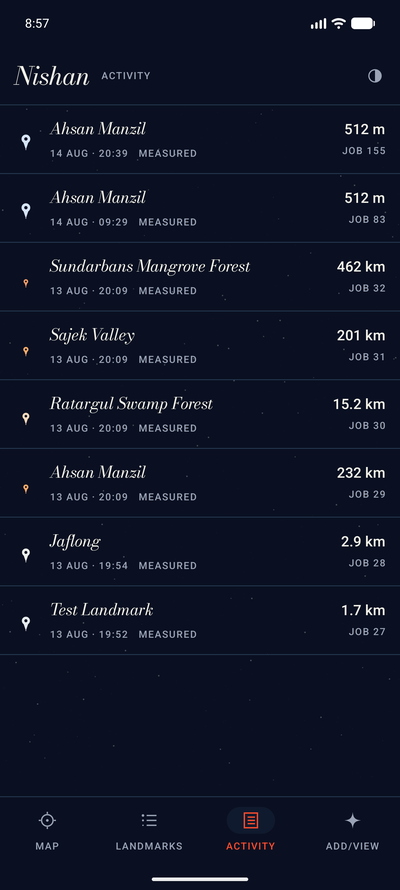 8:57
Nishan ACTIVITY
Ahsan Manzil 512 m
14 AUG · 20:39 MEASURED JOB 155
Ahsan Manzil 512 m
14 AUG · 09:29 MEASURED JOB 83
Sundarbans Mangrove Forest 462 km
13 AUG · 20:09 MEASURED JOB 32
Sajek Valley 201 km
13 AUG · 20:09 MEASURED JOB 31
Ratargul Swamp Forest 15.2 km
13 AUG · 20:09 MEASURED JOB 30
Ahsan Manzil 232 km
13 AUG · 20:09 MEASURED JOB 29
Jaflong 2.9 km
13 AUG · 19:54 MEASURED JOB 28
Test Landmark 1.7 km
13 AUG · 19:52 MEASURED JOB 27
MAP LANDMARKS ACTIVITY ADD/VIEW